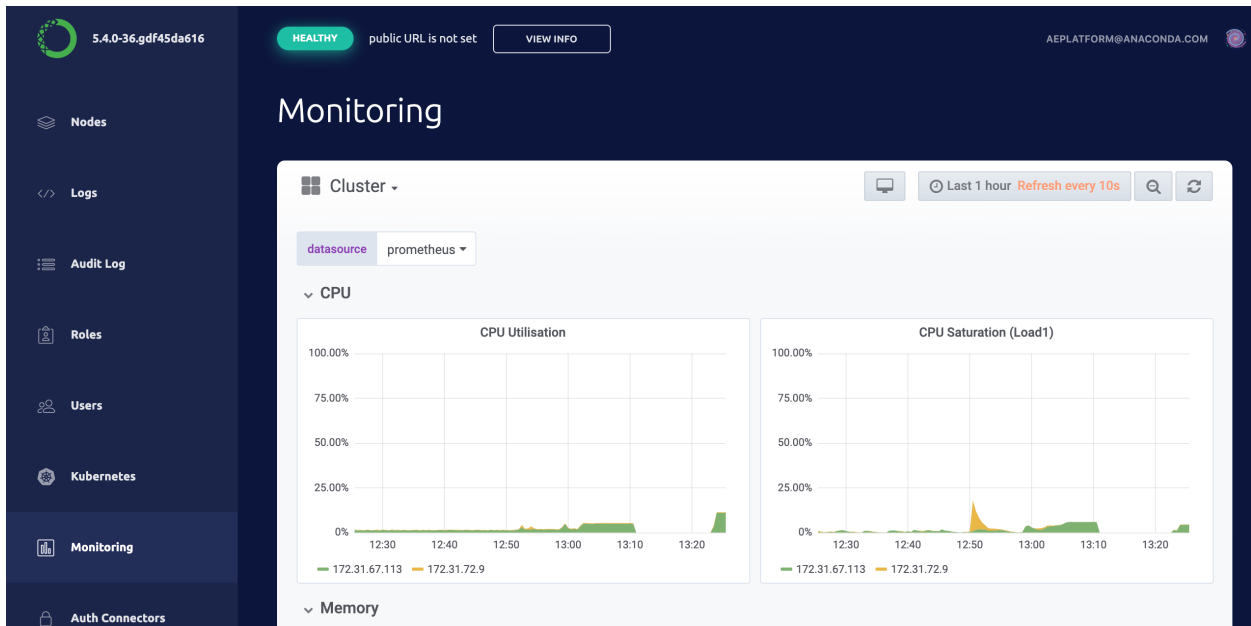 5.4.0-36.gdf45da616
HEALTHY public URL is not set VIEW INFO
AEPLATFORM@ANACONDA.COM
Nodes
Logs
Audit Log
Roles
Users
Kubernetes
Monitoring
Auth Connectors
Monitoring
Cluster
Last 1 hour Refresh every 10s
datasource prometheus
CPU
CPU Utilisation
100.00%
75.00%
50.00%
25.00%
0%
12:30 12:40 12:50 13:00 13:10 13:20
172.31.67.113 172.31.72.9
CPU Saturation (Load1)
100.00%
75.00%
50.00%
25.00%
0%
12:30 12:40 12:50 13:00 13:10 13:20
172.31.67.113 172.31.72.9
Memory